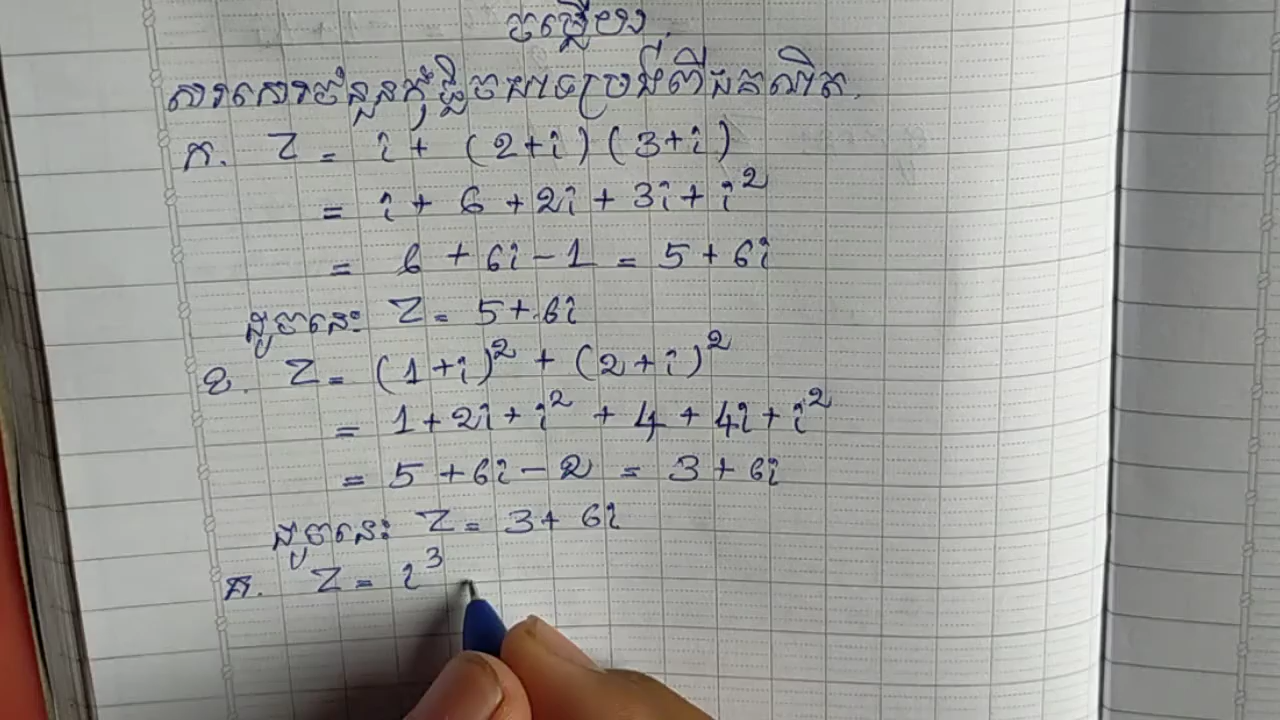 ចម្លើយ
សរសេរចំនួនកុំផ្លិចជាទម្រង់ពីជគណិត.
ក. Z = i + (2+i)(3+i)
= i + 6 + 2i + 3i + i²
= 6 + 6i - 1 = 5 + 6i
ដូចនេះ Z = 5 + 6i
ខ. Z = (1+i)² + (2+i)²
= 1 + 2i + i² + 4 + 4i + i²
= 5 + 6i - 2 = 3 + 6i
ដូចនេះ Z = 3 + 6i
គ. Z = i³